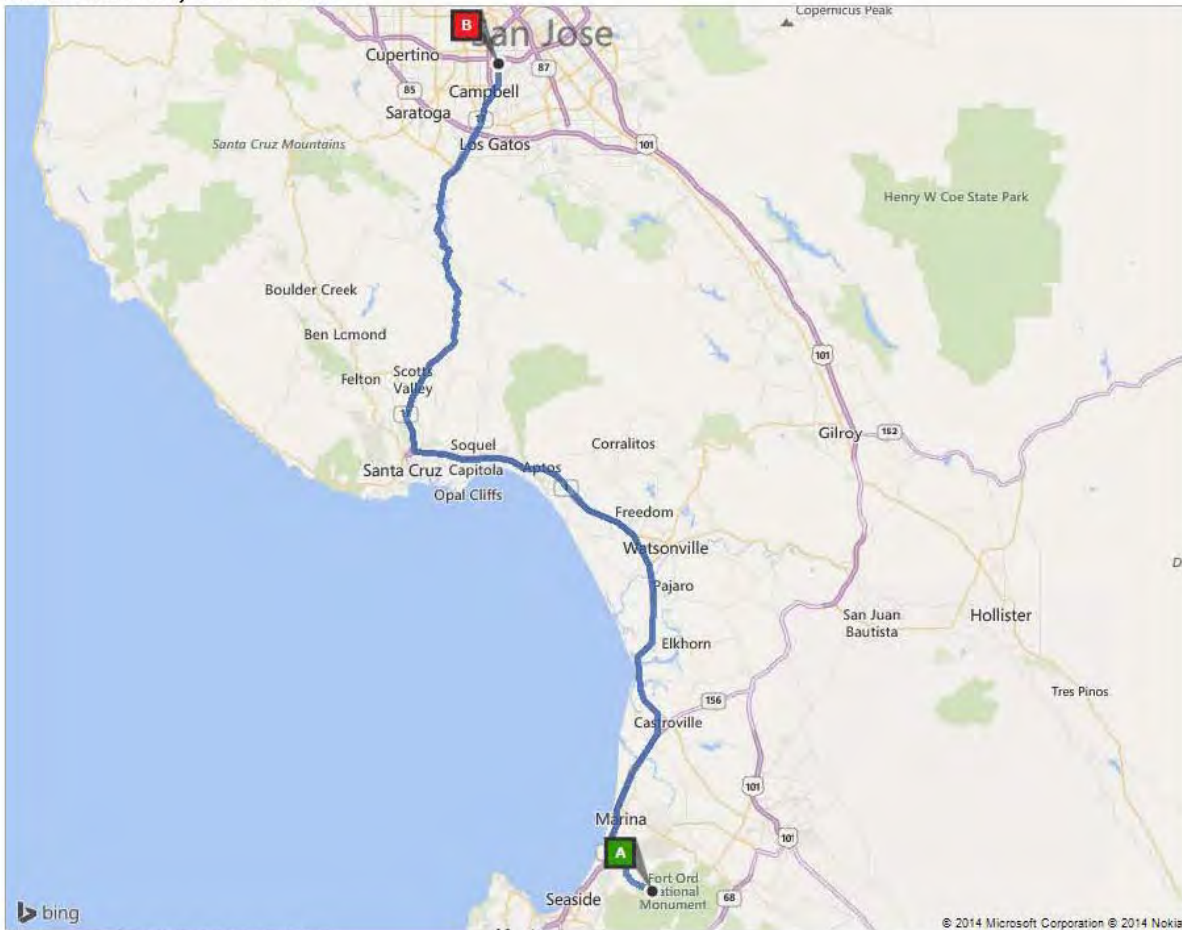 Copernicus Peak
B
San Jose
Cupertino
87
85
Campbell
Saratoga
17
Los Gatos
101
Santa Cruz Mountains
Henry W Coe State Park
Boulder Creek
Ben Lomond
101
Felton
Scotts
Valley
Gilroy
152
Soquel
Corralitos
Santa Cruz
Capitola
Aptos
1
Opal Cliffs
Freedom
Watsonville
Pajaro
San Juan
Bautista
Hollister
Elkhorn
Tres Pinos
156
Castroville
101
Marina
101
A
Fort Ord
National
Monument
Seaside
68
bing
© 2014 Microsoft Corporation © 2014 Nokia